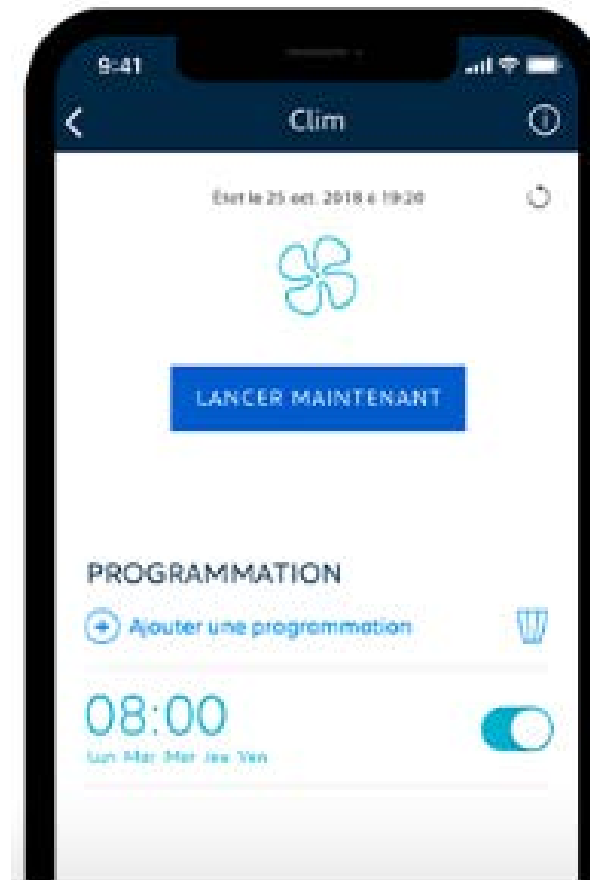 9:41
Clim
Etat le 25 oct. 2018 à 19:20
LANCER MAINTENANT
PROGRAMMATION
Ajouter une programmation
08:00
Lun Mar Mer Jeu Ven